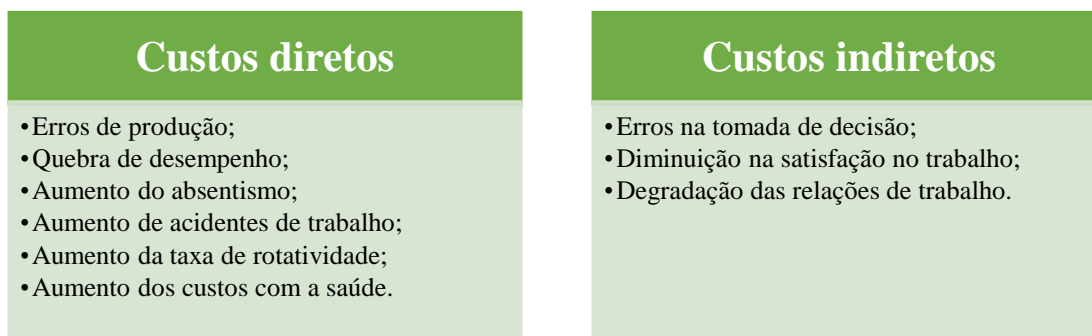 Custos diretos
•Erros de produção;
•Quebra de desempenho;
•Aumento do absentismo;
•Aumento de acidentes de trabalho;
•Aumento da taxa de rotatividade;
•Aumento dos custos com a saúde.
Custos indiretos
•Erros na tomada de decisão;
•Diminuição na satisfação no trabalho;
•Degradação das relações de trabalho.